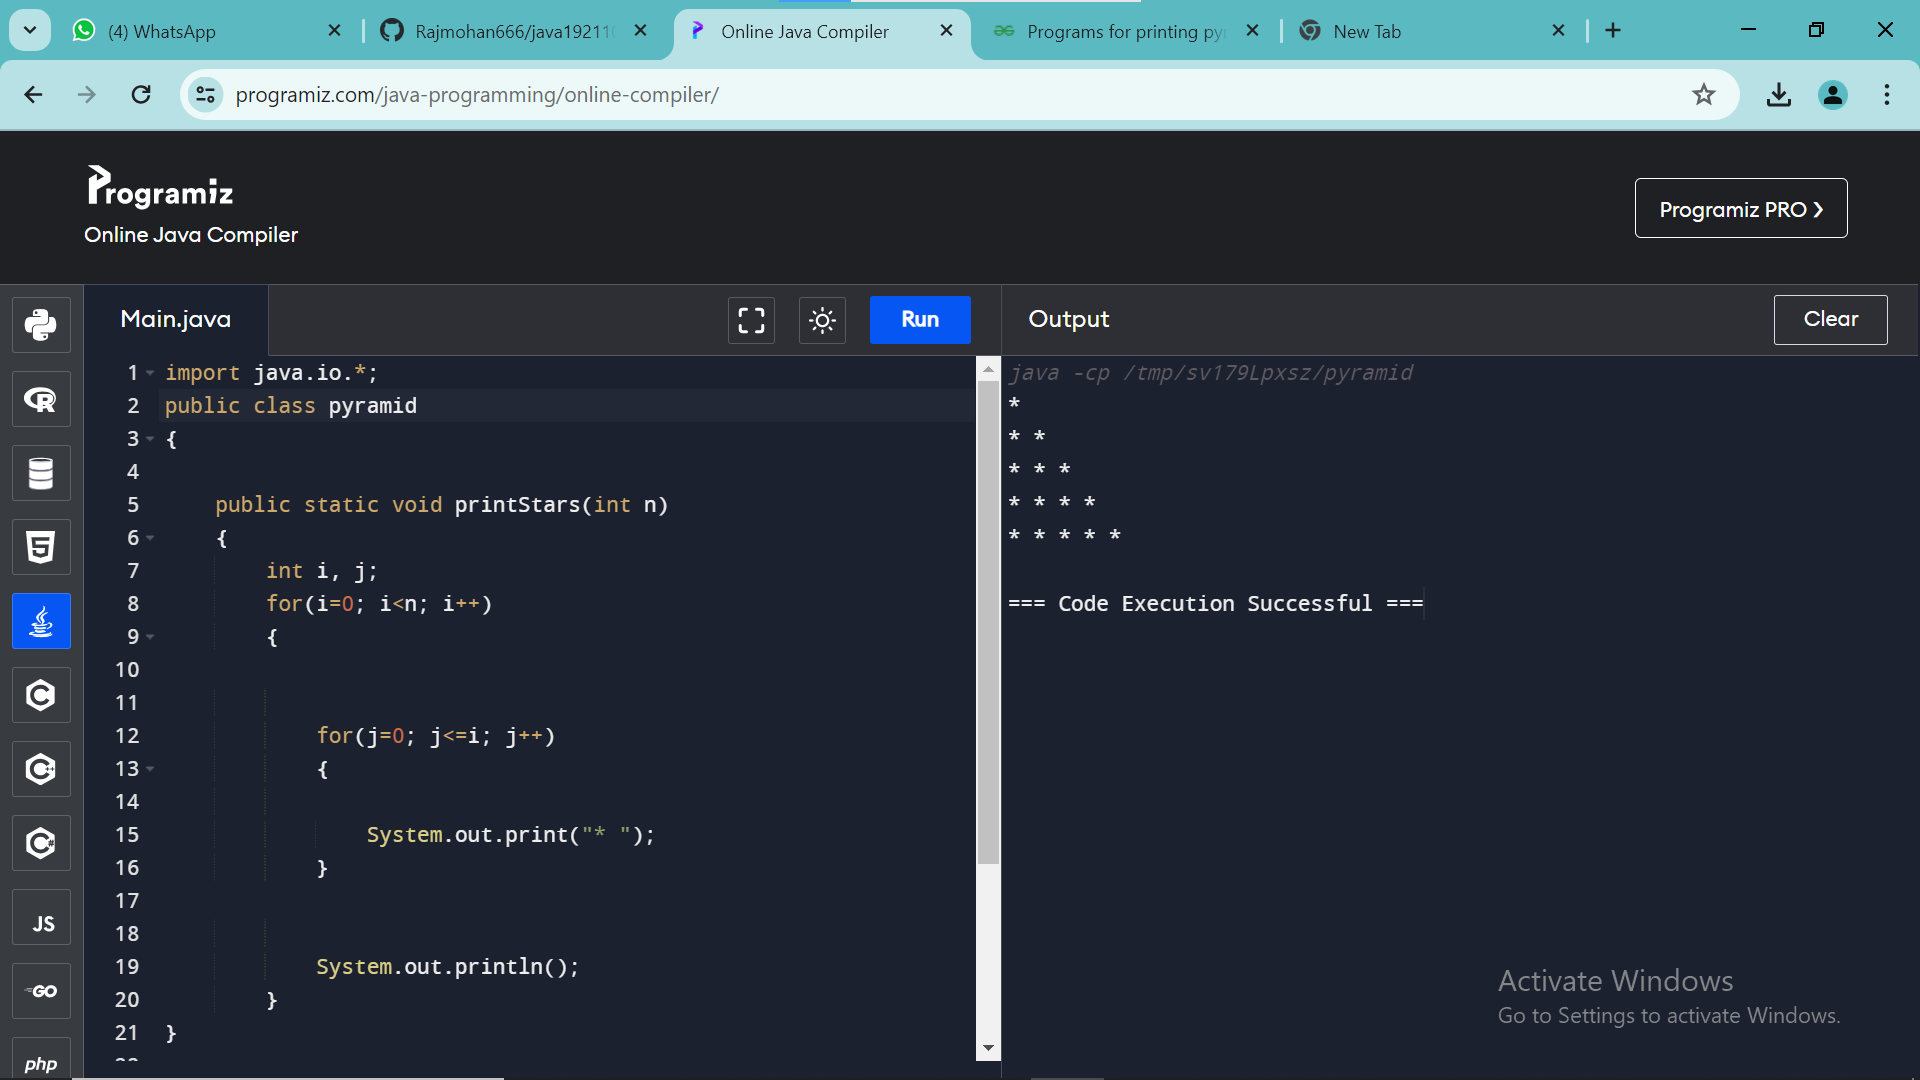 (4) WhatsApp
Rajmohan666/java19211
Online Java Compiler
Programs for printing py
New Tab
programiz.com/java-programming/online-compiler/
Programiz
Online Java Compiler
Programiz PRO ❯
Main.java
Run
Output
Clear
1 import java.io.*;
2 public class pyramid
3 {
4
5 public static void printStars(int n)
6 {
7 int i, j;
8 for(i=0; i<n; i++)
9 {
10
11
12 for(j=0; j<=i; j++)
13 {
14
15 System.out.print("* ");
16 }
17
18
19 System.out.println();
20 }
21 }
java -cp /tmp/sv179Lpxsz/pyramid
*
* *
* * *
* * * *
* * * * *
=== Code Execution Successful ===
R
5
C
C++
C#
JS
GO
php
Activate Windows
Go to Settings to activate Windows.